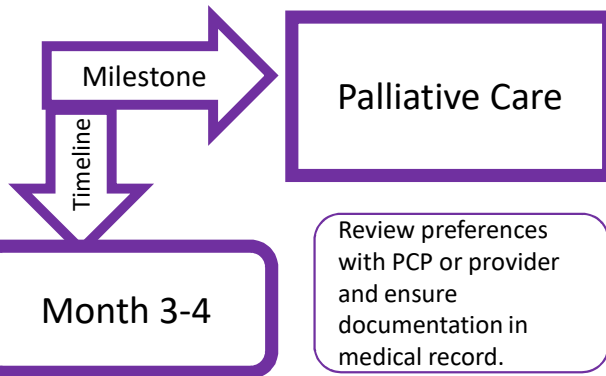 Milestone
Palliative Care
Timeline
Month 3-4
Review preferences
with PCP or provider
and ensure
documentation in
medical record.